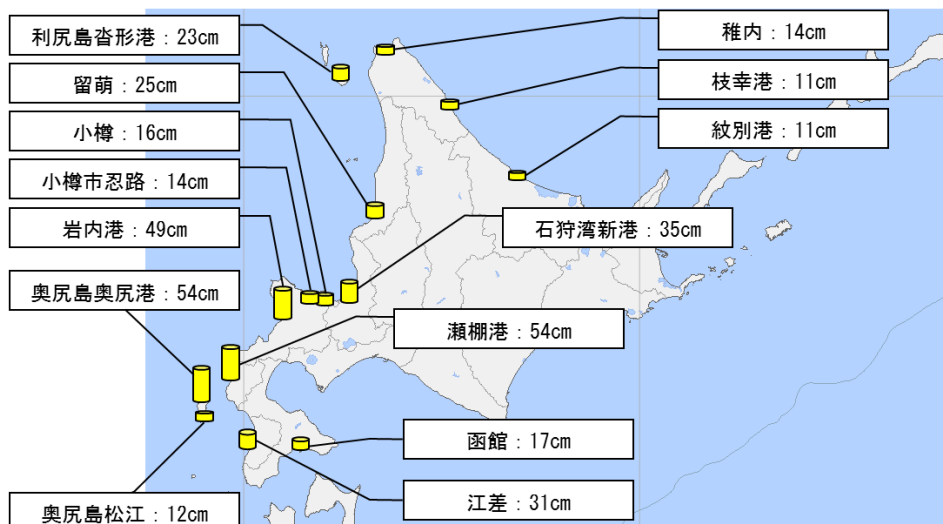 利尻島沓形港：23cm
留萌：25cm
小樽：16cm
小樽市忍路：14cm
岩内港：49cm
奥尻島奥尻港：54cm
奥尻島松江：12cm
稚内：14cm
枝幸港：11cm
紋別港：11cm
石狩湾新港：35cm
瀬棚港：54cm
函館：17cm
江差：31cm